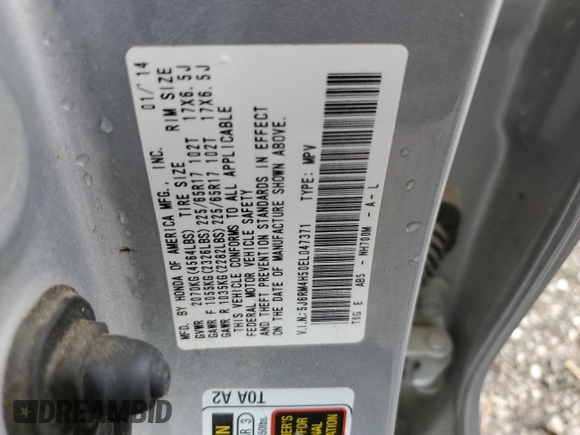 MFD. BY HONDA OF AMERICA MFG., INC. 01/'14
TIRE SIZE RIM SIZE
GVWR 2070KG(4564LBS)
GAWR F 1055KG(2326LBS) 225/65R17 102T 17X6.5J
GAWR R 1035KG(2282LBS) 225/65R17 102T 17X6.5J
THIS VEHICLE CONFORMS TO ALL APPLICABLE
FEDERAL MOTOR VEHICLE SAFETY
AND THEFT PREVENTION STANDARDS IN EFFECT
ON THE DATE OF MANUFACTURE SHOWN ABOVE.
V.I.N.:5J6RM4H50EL047371 TYPE: MPV
T0G E AB5 - NH700M - A - L
T0A A2
R 3
50lbs.
DREAMBID